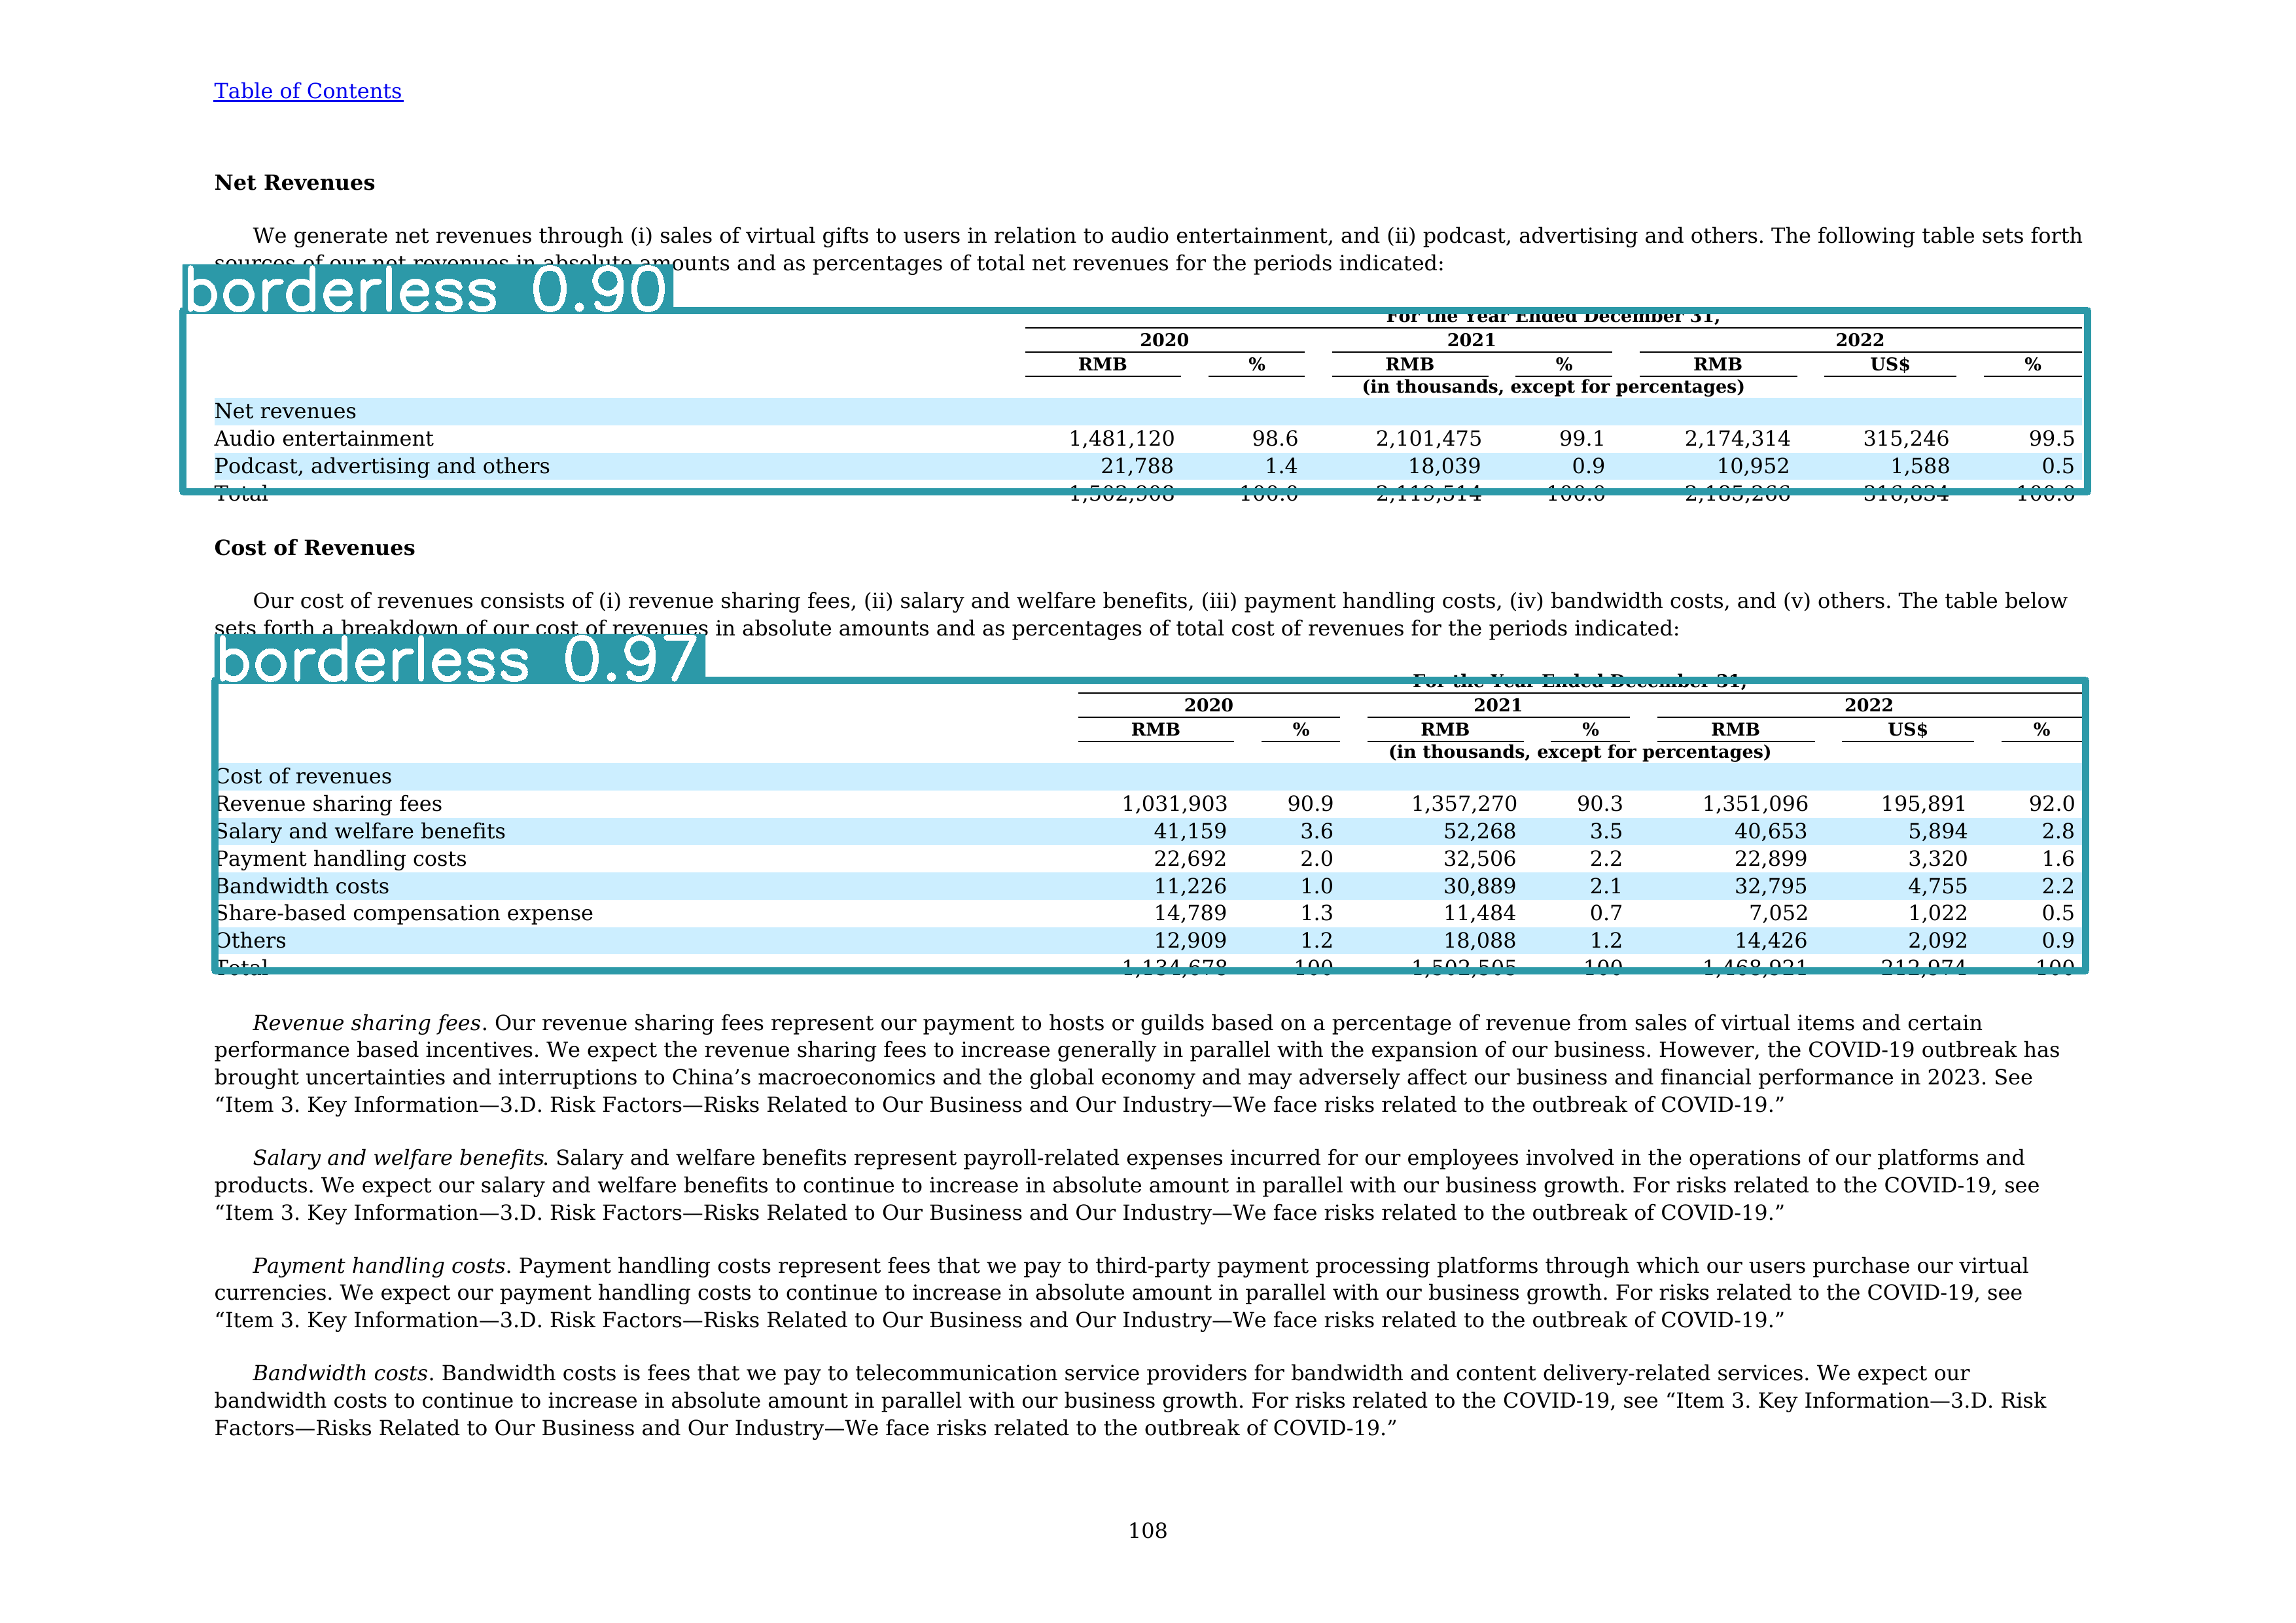 Table of Contents
Net Revenues
We generate net revenues through (i) sales of virtual gifts to users in relation to audio entertainment, and (ii) podcast, advertising and others. The following table sets forth
sources of our net revenues in absolute amounts and as percentages of total net revenues for the periods indicated:
borderless 0.90
For the Year Ended December 31,
2020 2021 2022
RMB % RMB % RMB US$ %
(in thousands, except for percentages)
Net revenues
Audio entertainment 1,481,120 98.6 2,101,475 99.1 2,174,314 315,246 99.5
Podcast, advertising and others 21,788 1.4 18,039 0.9 10,952 1,588 0.5
Total 1,502,908 100.0 2,119,514 100.0 2,185,266 316,834 100.0
Cost of Revenues
Our cost of revenues consists of (i) revenue sharing fees, (ii) salary and welfare benefits, (iii) payment handling costs, (iv) bandwidth costs, and (v) others. The table below
sets forth a breakdown of our cost of revenues in absolute amounts and as percentages of total cost of revenues for the periods indicated:
borderless 0.97
For the Year Ended December 31,
2020 2021 2022
RMB % RMB % RMB US$ %
(in thousands, except for percentages)
Cost of revenues
Revenue sharing fees 1,031,903 90.9 1,357,270 90.3 1,351,096 195,891 92.0
Salary and welfare benefits 41,159 3.6 52,268 3.5 40,653 5,894 2.8
Payment handling costs 22,692 2.0 32,506 2.2 22,899 3,320 1.6
Bandwidth costs 11,226 1.0 30,889 2.1 32,795 4,755 2.2
Share-based compensation expense 14,789 1.3 11,484 0.7 7,052 1,022 0.5
Others 12,909 1.2 18,088 1.2 14,426 2,092 0.9
Total 1,134,678 100 1,502,505 100 1,468,921 212,974 100
Revenue sharing fees. Our revenue sharing fees represent our payment to hosts or guilds based on a percentage of revenue from sales of virtual items and certain
performance based incentives. We expect the revenue sharing fees to increase generally in parallel with the expansion of our business. However, the COVID-19 outbreak has
brought uncertainties and interruptions to China’s macroeconomics and the global economy and may adversely affect our business and financial performance in 2023. See
“Item 3. Key Information—3.D. Risk Factors—Risks Related to Our Business and Our Industry—We face risks related to the outbreak of COVID-19.”
Salary and welfare benefits. Salary and welfare benefits represent payroll-related expenses incurred for our employees involved in the operations of our platforms and
products. We expect our salary and welfare benefits to continue to increase in absolute amount in parallel with our business growth. For risks related to the COVID-19, see
“Item 3. Key Information—3.D. Risk Factors—Risks Related to Our Business and Our Industry—We face risks related to the outbreak of COVID-19.”
Payment handling costs. Payment handling costs represent fees that we pay to third-party payment processing platforms through which our users purchase our virtual
currencies. We expect our payment handling costs to continue to increase in absolute amount in parallel with our business growth. For risks related to the COVID-19, see
“Item 3. Key Information—3.D. Risk Factors—Risks Related to Our Business and Our Industry—We face risks related to the outbreak of COVID-19.”
Bandwidth costs. Bandwidth costs is fees that we pay to telecommunication service providers for bandwidth and content delivery-related services. We expect our
bandwidth costs to continue to increase in absolute amount in parallel with our business growth. For risks related to the COVID-19, see “Item 3. Key Information—3.D. Risk
Factors—Risks Related to Our Business and Our Industry—We face risks related to the outbreak of COVID-19.”
108